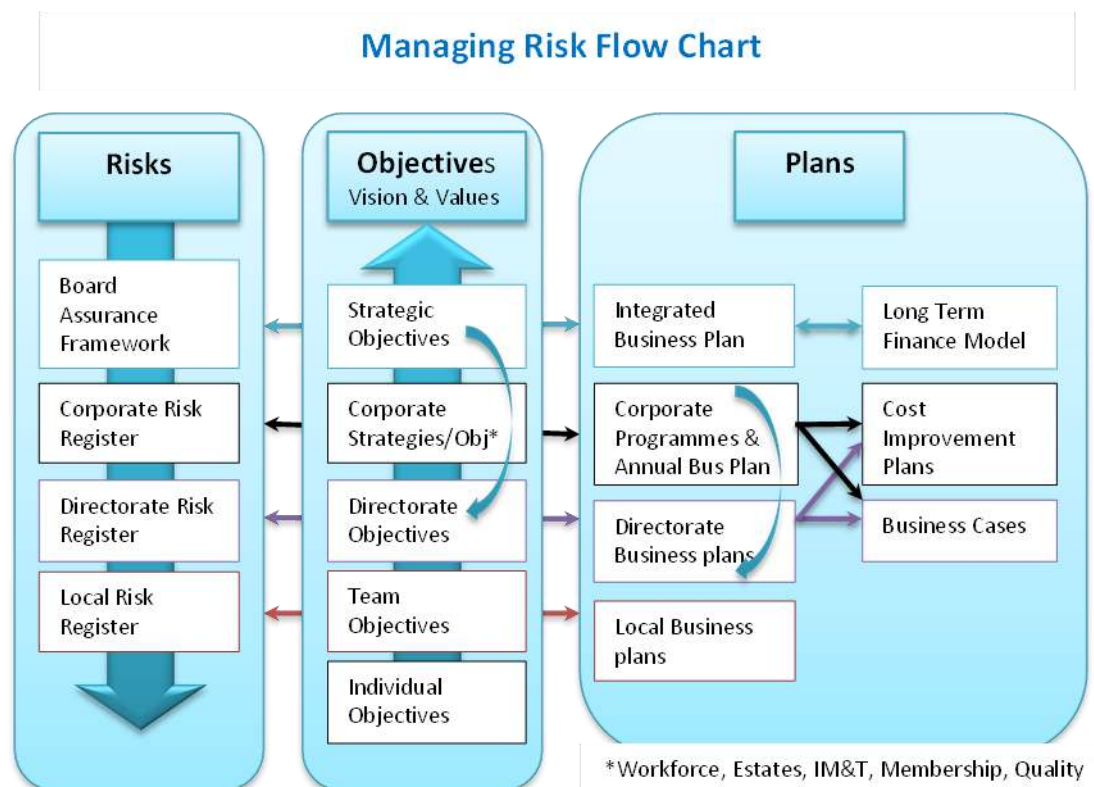 Managing Risk Flow Chart
Risks
Board
Assurance
Framework
Corporate Risk
Register
Directorate Risk
Register
Local Risk
Register
Objectives
Vision & Values
Strategic
Objectives
Corporate
Strategies/Obj*
Directorate
Objectives
Team
Objectives
Individual
Objectives
Plans
Integrated
Business Plan
Long Term
Finance Model
Corporate
Programmes &
Annual Bus Plan
Cost
Improvement
Plans
Directorate
Business plans
Business Cases
Local Business
plans
*Workforce, Estates, IM&T, Membership, Quality